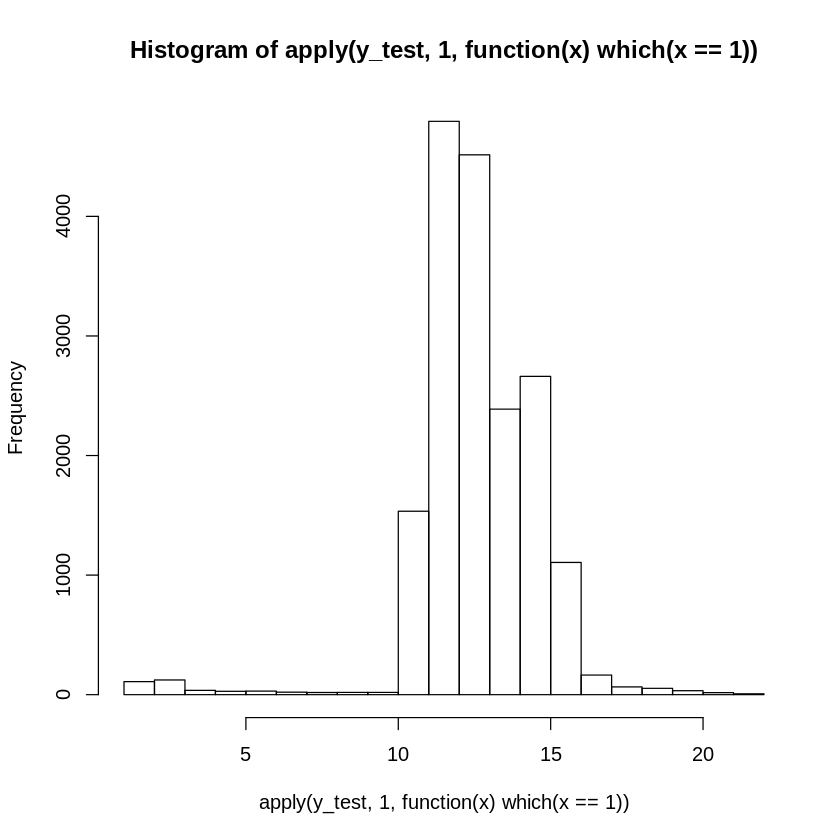 Histogram of apply(y_test, 1, function(x) which(x == 1))
Frequency
4000
3000
2000
1000
0
5 10 15 20
apply(y_test, 1, function(x) which(x == 1))